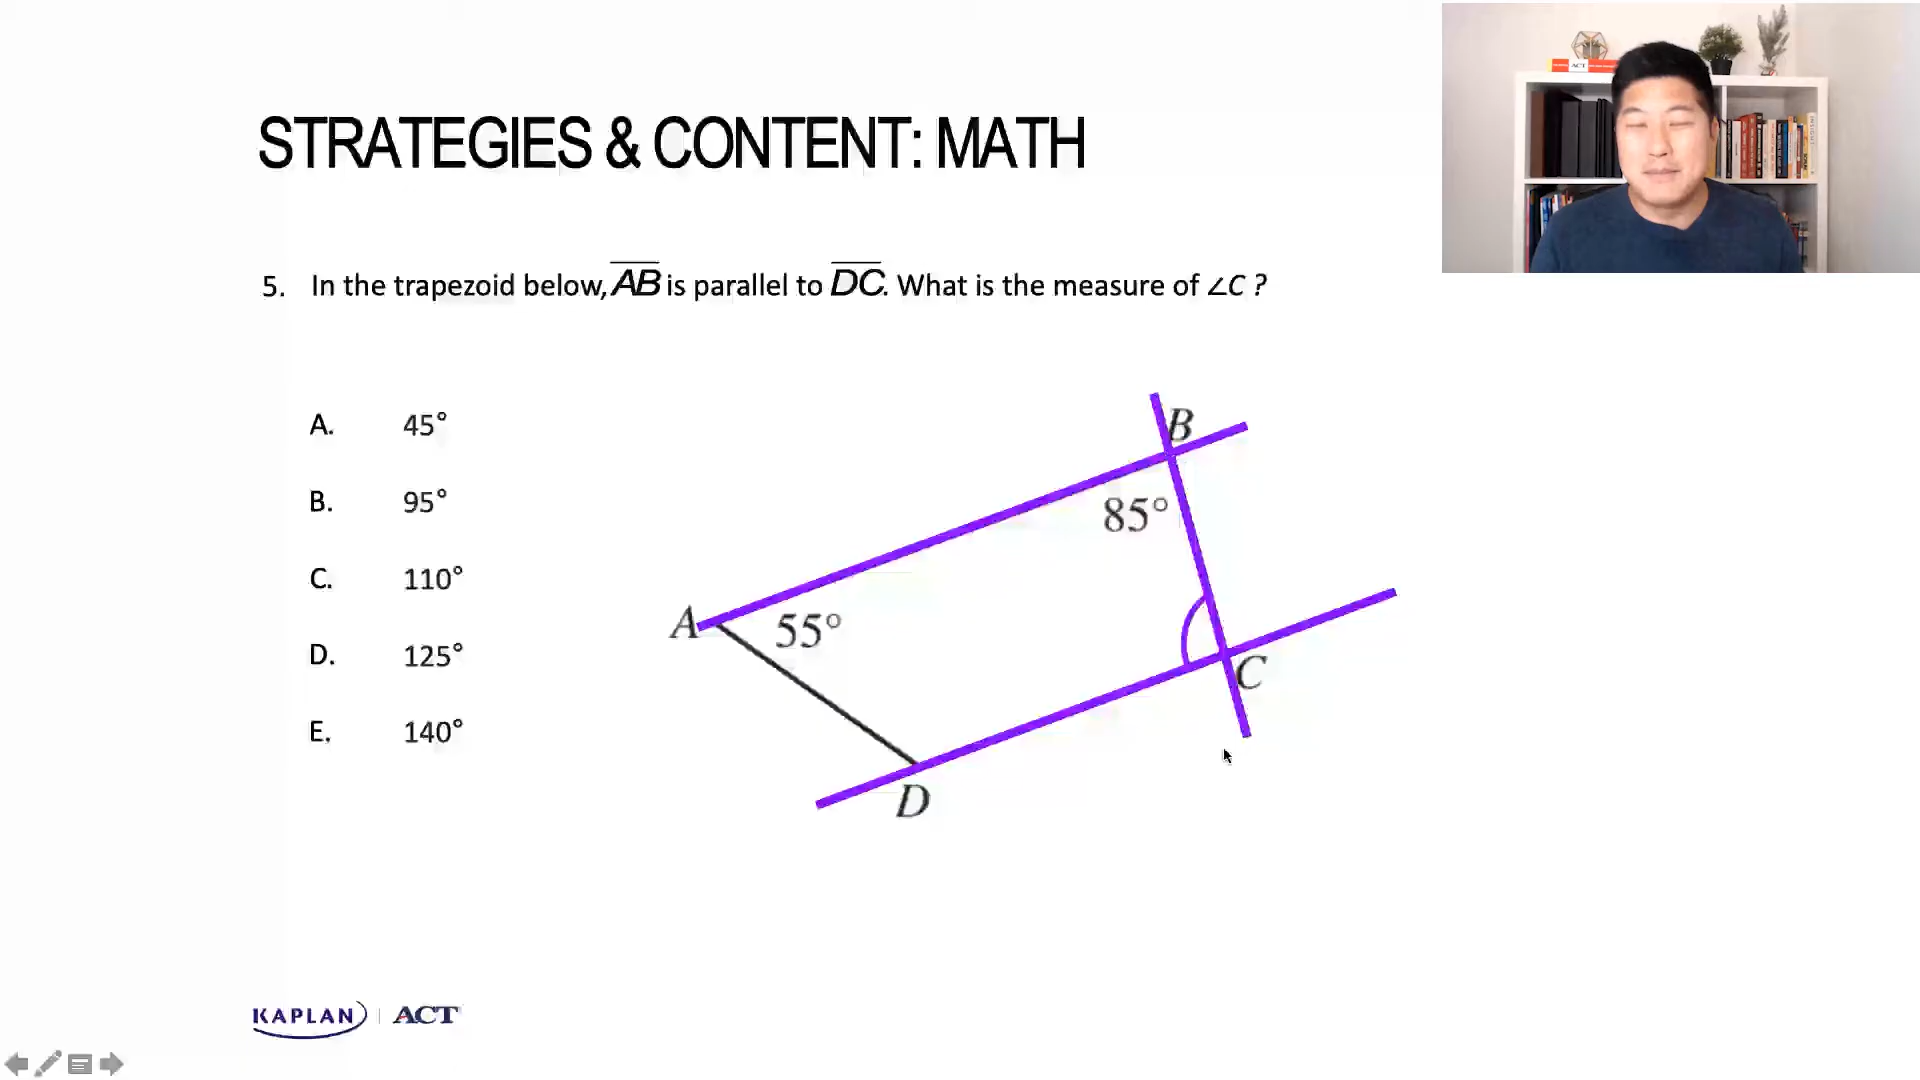 STRATEGIES & CONTENT: MATH
5. In the trapezoid below, AB is parallel to DC. What is the measure of ∠C ?
A. 45°
B. 95°
C. 110°
D. 125°
E. 140°
B
85°
A
55°
C
D
KAPLAN | ACT
ACT